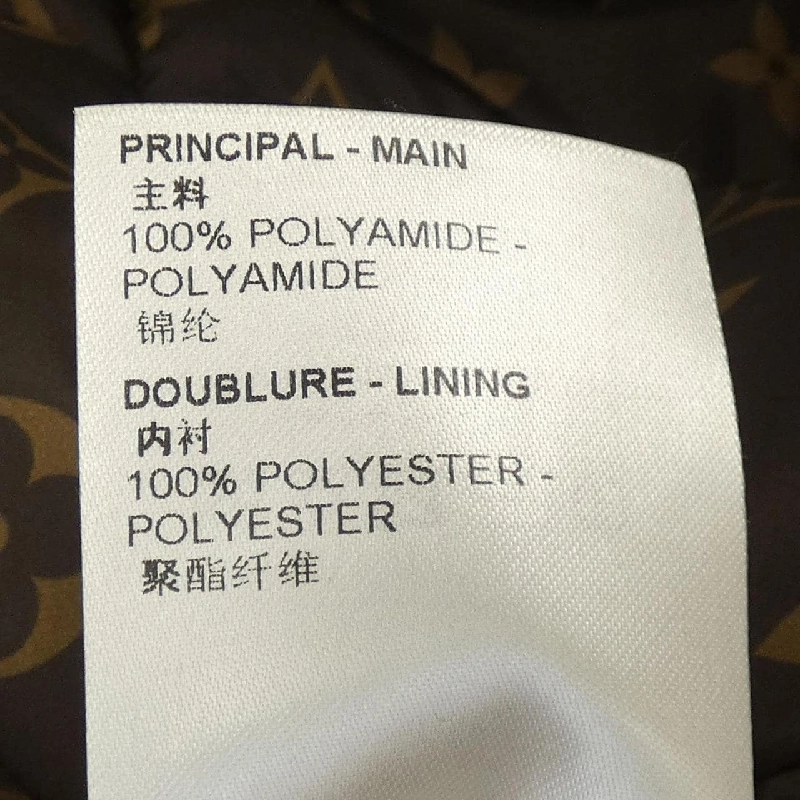 PRINCIPAL - MAIN
主料
100% POLYAMIDE -
POLYAMIDE
锦纶
DOUBLURE - LINING
内衬
100% POLYESTER -
POLYESTER
聚酯纤维